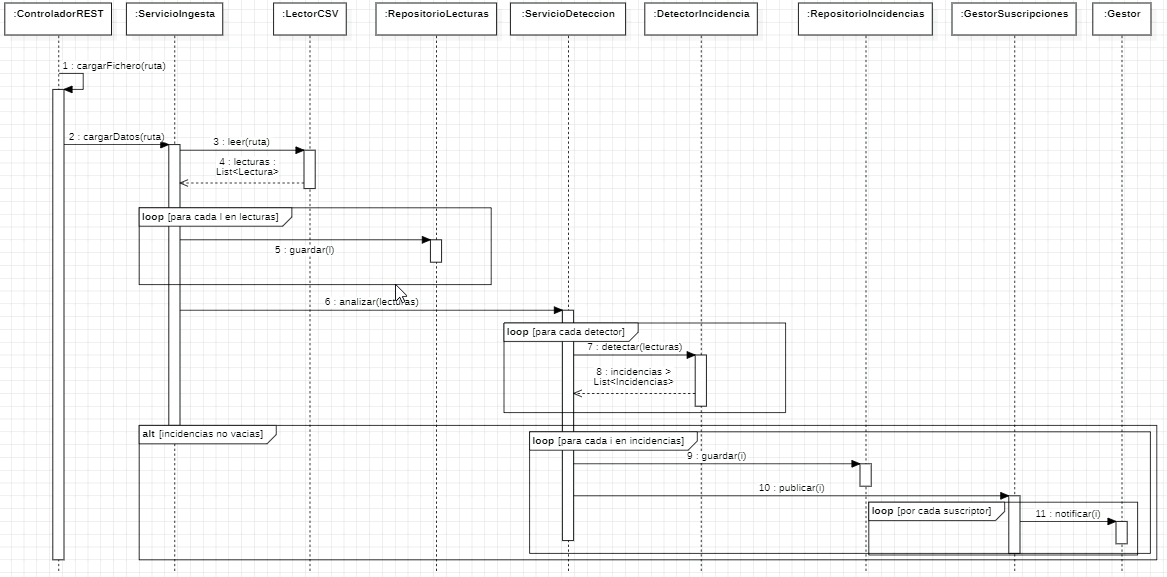 :ControladorREST
:ServicioIngesta
:LectorCSV
:RepositorioLecturas
:ServicioDeteccion
:DetectorIncidencia
:RepositorioIncidencias
:GestorSuscripciones
:Gestor
1 : cargarFichero(ruta)
2 : cargarDatos(ruta)
3 : leer(ruta)
4 : lecturas :
List<Lectura>
loop [para cada l en lecturas]
5 : guardar(l)
6 : analizar(lecturas)
loop [para cada detector]
7 : detectar(lecturas)
8 : incidencias >
List<Incidencias>
alt [incidencias no vacias]
loop [para cada i en incidencias]
9 : guardar(i)
10 : publicar(i)
loop [por cada suscriptor]
11 : notificar(i)